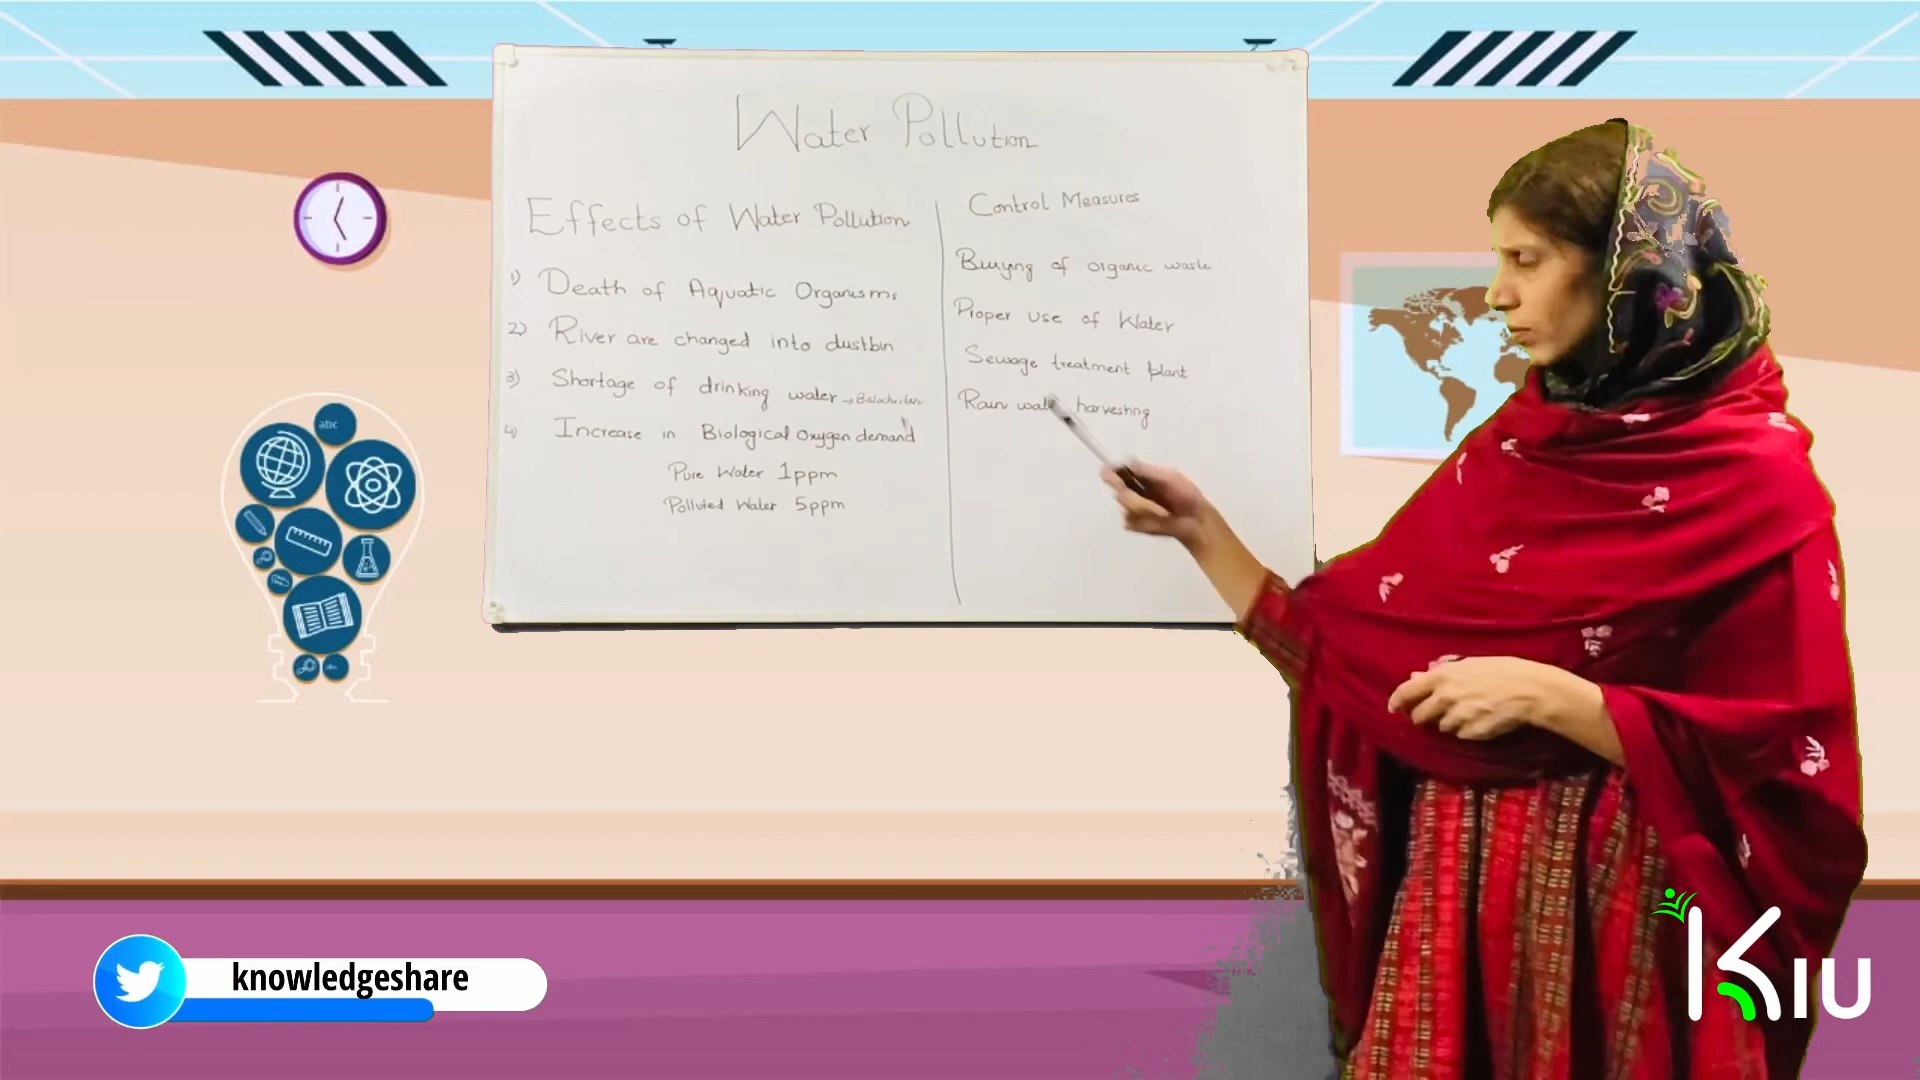 Water Pollution
Effects of Water Pollution
1) Death of Aquatic Organisms
2) River are changed into dustbin
3) Shortage of drinking water → Balochistan
4) Increase in Biological Oxygen demand
Pure Water 1ppm
Polluted Water 5ppm
Control Measures
Burying of organic waste
Proper use of Water
Sewage treatment plant
Rain water harvesting
abc
abc
knowledgeshare
KIU